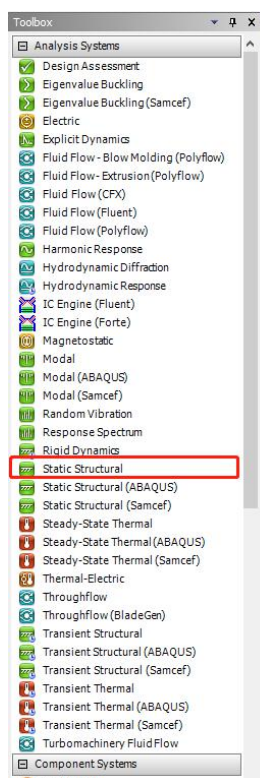 Toolbox
Analysis Systems
Design Assessment
Eigenvalue Buckling
Eigenvalue Buckling (Samcef)
Electric
Explicit Dynamics
Fluid Flow - Blow Molding (Polyflow)
Fluid Flow- Extrusion (Polyflow)
Fluid Flow (CFX)
Fluid Flow (Fluent)
Fluid Flow (Polyflow)
Harmonic Response
Hydrodynamic Diffraction
Hydrodynamic Response
IC Engine (Fluent)
IC Engine (Forte)
Magnetostatic
Modal
Modal (ABAQUS)
Modal (Samcef)
Random Vibration
Response Spectrum
Rigid Dynamics
Static Structural
Static Structural (ABAQUS)
Static Structural (Samcef)
Steady-State Thermal
Steady-State Thermal (ABAQUS)
Steady-State Thermal (Samcef)
Thermal-Electric
Throughflow
Throughflow (BladeGen)
Transient Structural
Transient Structural (ABAQUS)
Transient Structural (Samcef)
Transient Thermal
Transient Thermal (ABAQUS)
Transient Thermal (Samcef)
Turbomachinery Fluid Flow
Component Systems